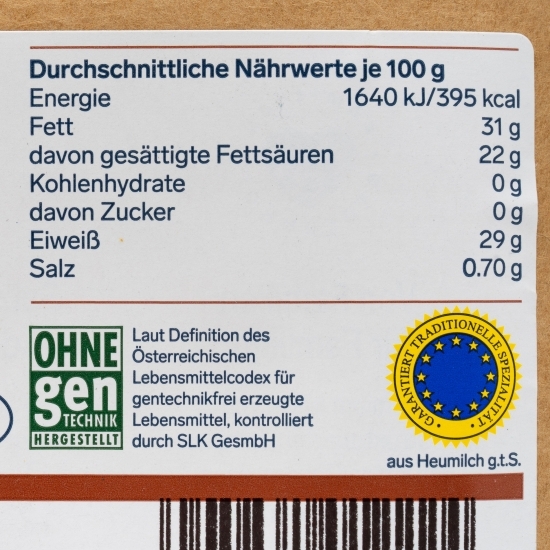 Durchschnittliche Nährwerte je 100 g
Energie 1640 kJ/395 kcal
Fett 31 g
davon gesättigte Fettsäuren 22 g
Kohlenhydrate 0 g
davon Zucker 0 g
Eiweiß 29 g
Salz 0.70 g
OHNE
gen
TECHNIK
HERGESTELLT
Laut Definition des
Österreichischen
Lebensmittelcodex für
gentechnikfrei erzeugte
Lebensmittel, kontrolliert
durch SLK GesmbH
GARANTIERT TRADITIONELLE SPEZIALITÄT
aus Heumilch g.t.S.